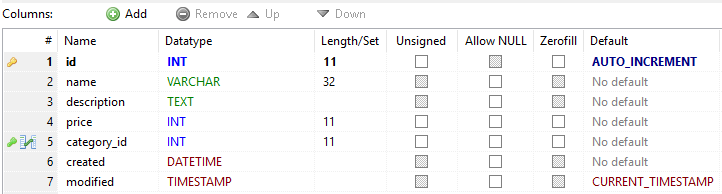 Columns: Add Remove Up Down
# Name Datatype Length/Set Unsigned Allow NULL Zerofill Default
1 id INT 11 AUTO_INCREMENT
2 name VARCHAR 32 No default
3 description TEXT No default
4 price INT 11 No default
5 category_id INT 11 No default
6 created DATETIME No default
7 modified TIMESTAMP CURRENT_TIMESTAMP